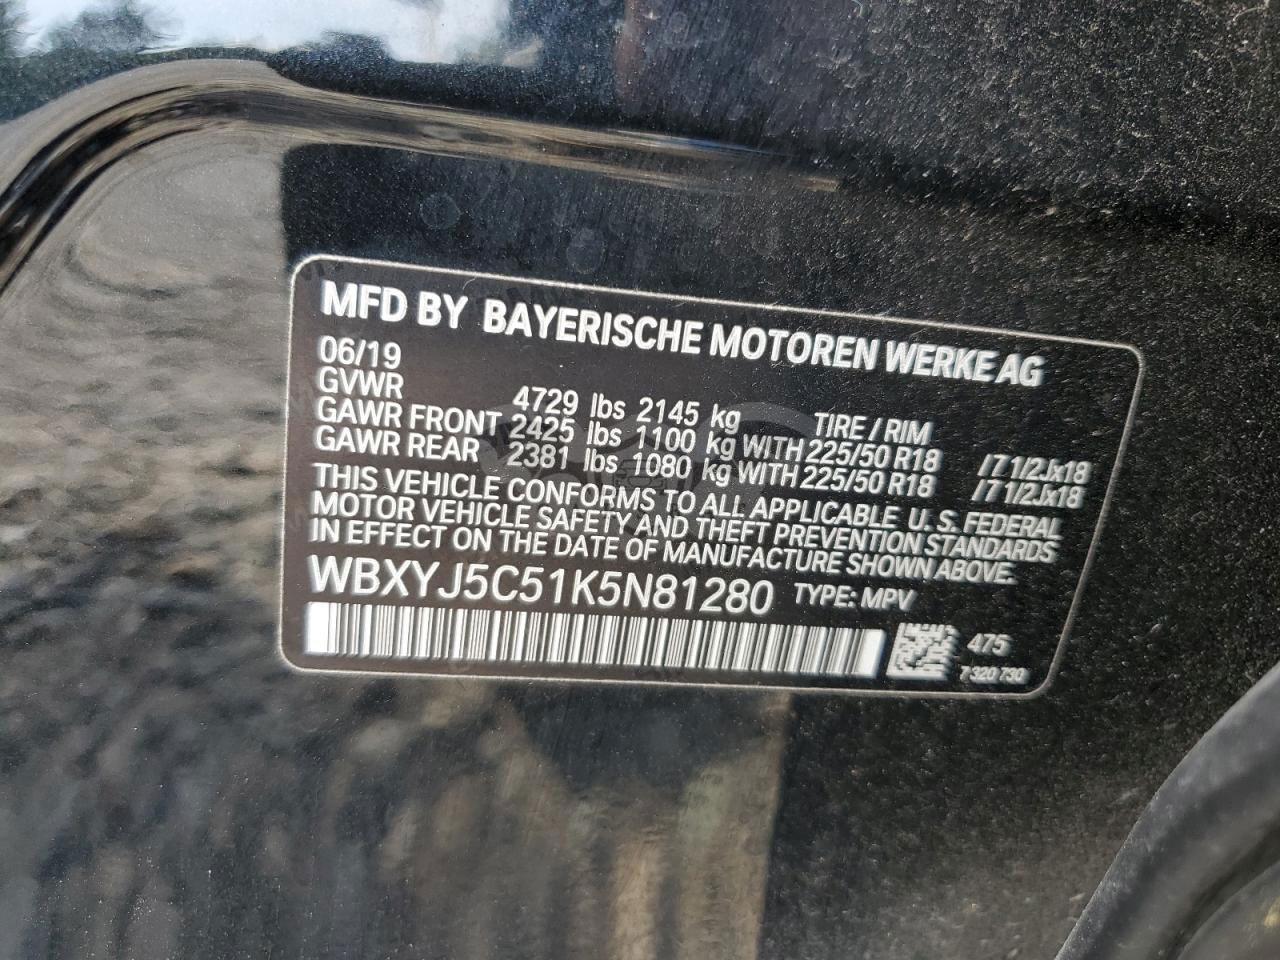 MFD BY BAYERISCHE MOTOREN WERKE AG
06/19
GVWR 4729 lbs 2145 kg TIRE / RIM
GAWR FRONT 2425 lbs 1100 kg WITH 225/50 R18 /7 1/2Jx18
GAWR REAR 2381 lbs 1080 kg WITH 225/50 R18 /7 1/2Jx18
THIS VEHICLE CONFORMS TO ALL APPLICABLE U.S. FEDERAL
MOTOR VEHICLE SAFETY AND THEFT PREVENTION STANDARDS
IN EFFECT ON THE DATE OF MANUFACTURE SHOWN ABOVE.
WBXYJ5C51K5N81280 TYPE: MPV
475
7 320 730